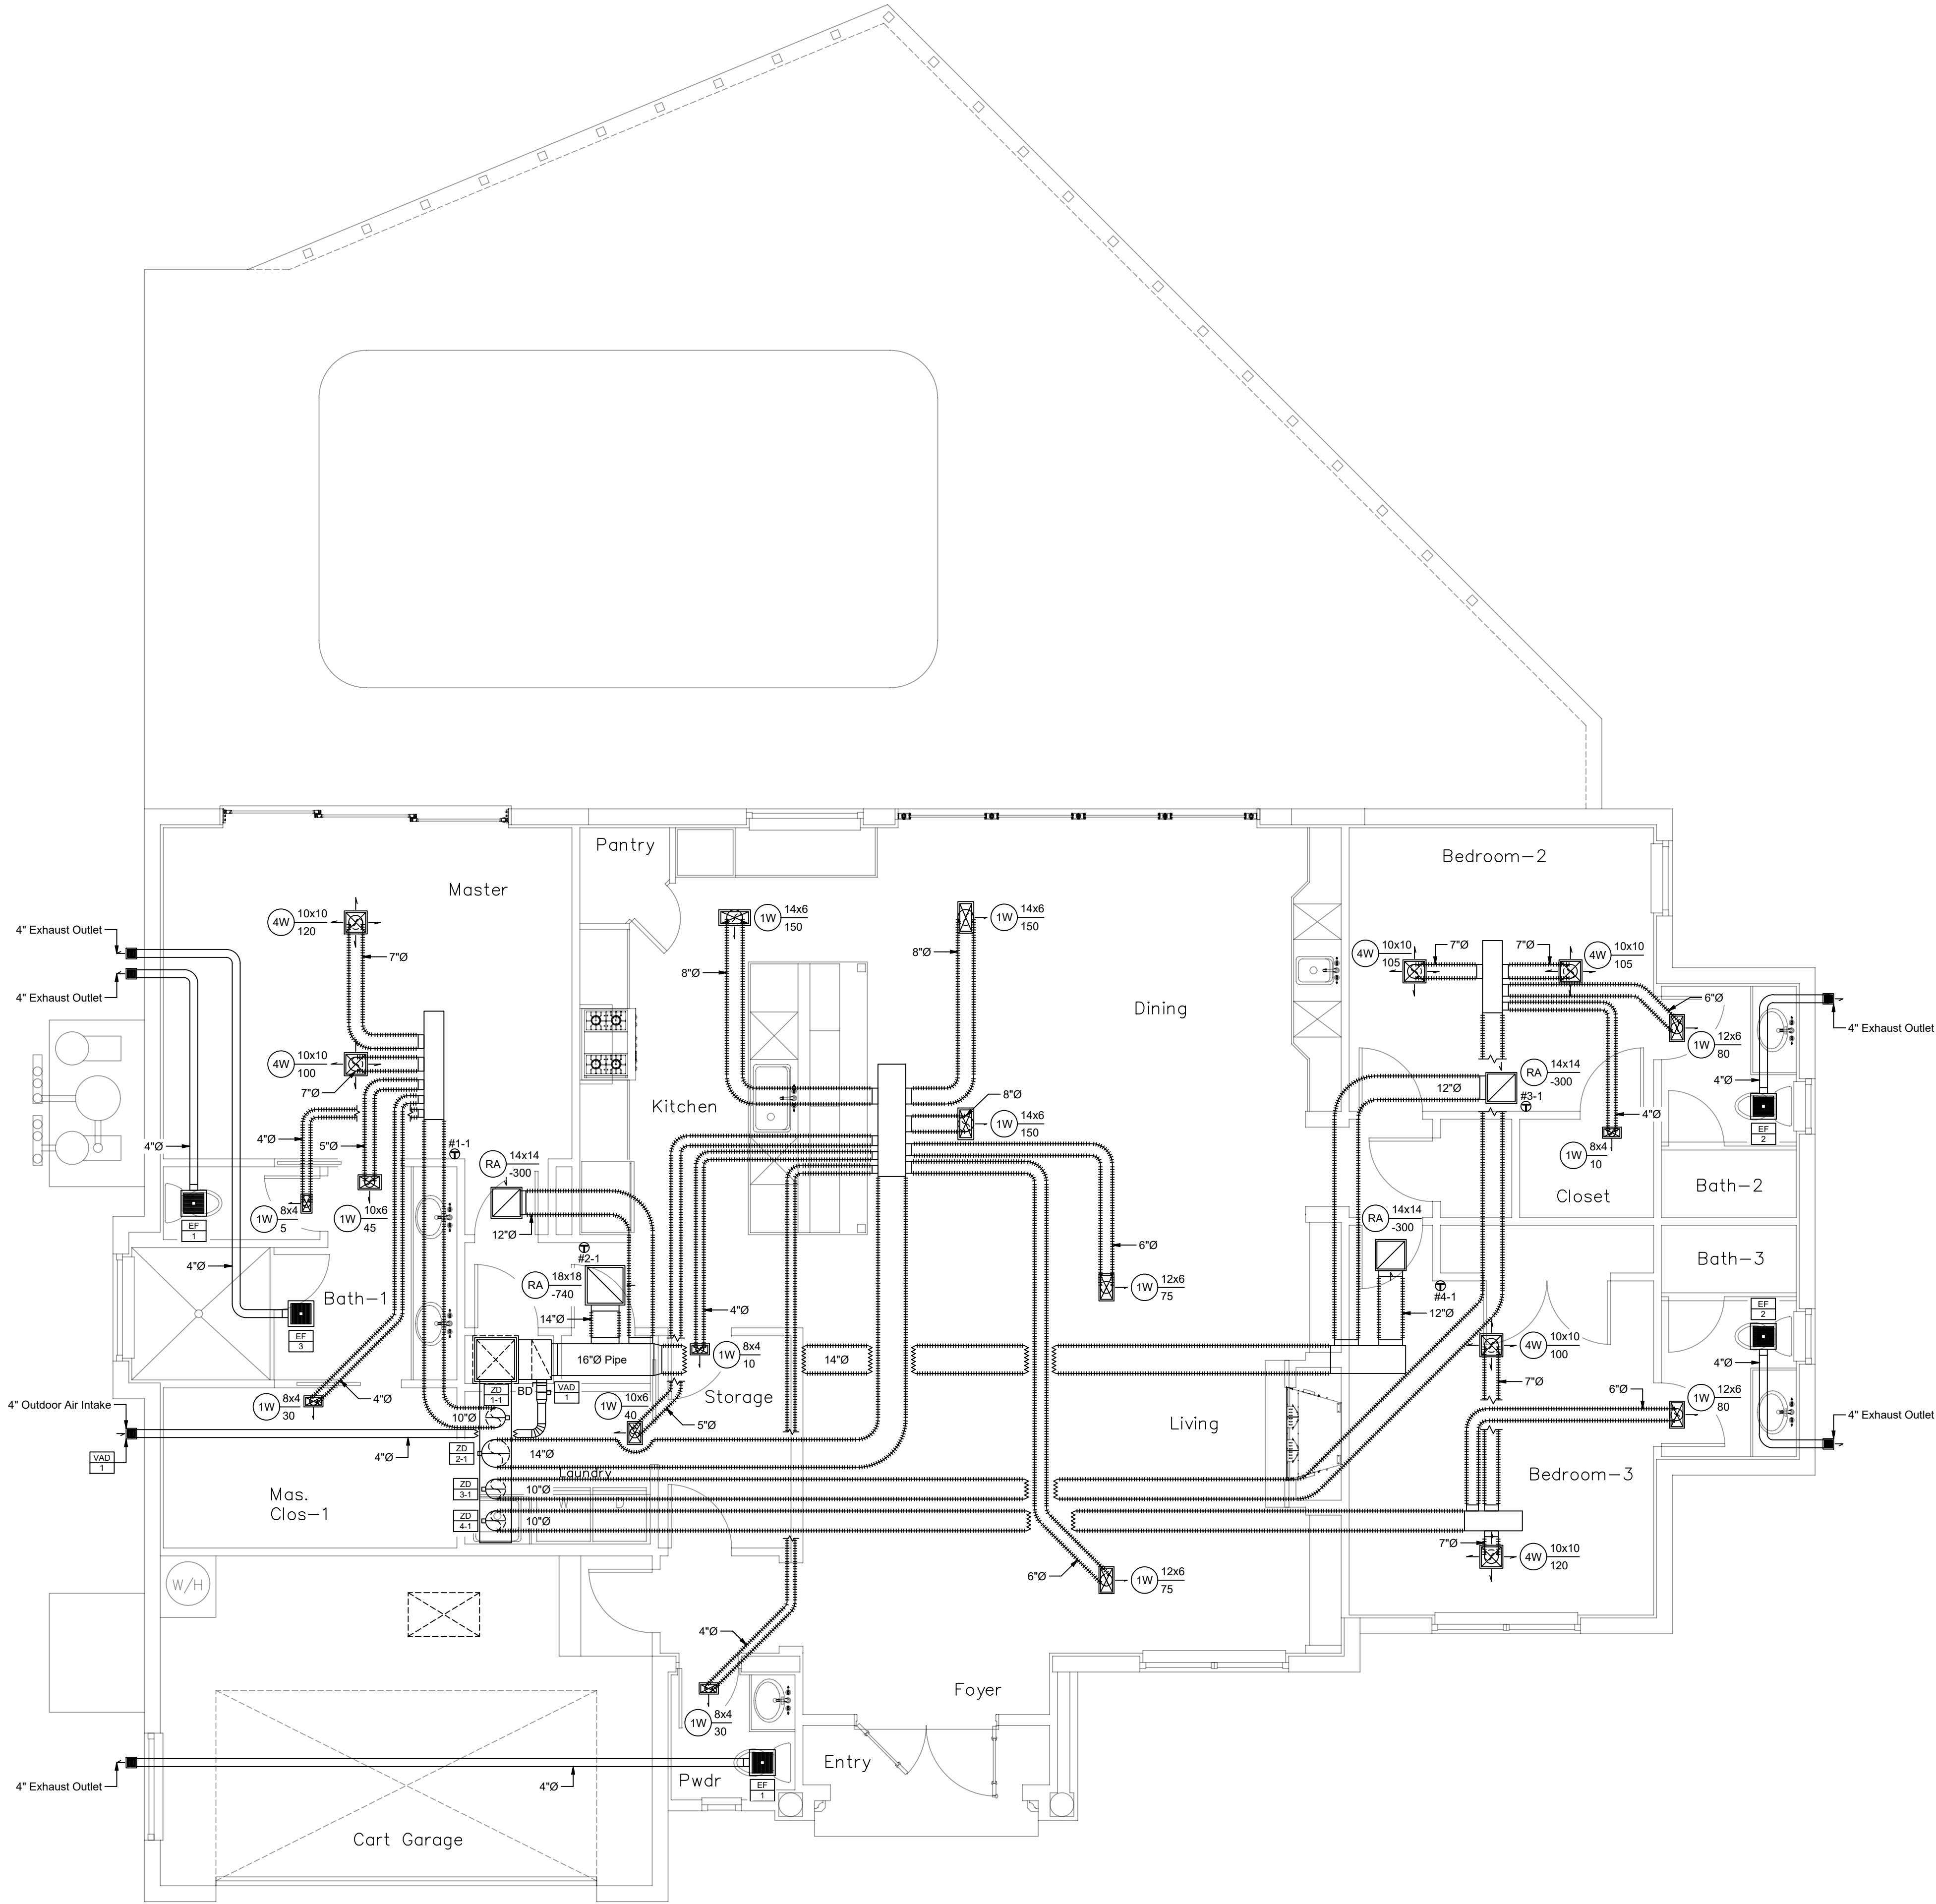 Pantry
Bedroom-2
Master
4W 10x10
120
1W 14x6
150
1W 14x6
150
4" Exhaust Outlet
7"Ø
8"Ø
8"Ø
4W 10x10
105
7"Ø
7"Ø
4W 10x10
105
4" Exhaust Outlet
6"Ø
4" Exhaust Outlet
Dining
1W 12x6
80
4W 10x10
100
7"Ø
RA 14x14
-300
12"Ø
#3-1
4"Ø
Kitchen
8"Ø
1W 14x6
150
4"Ø
EF
2
4"Ø
4"Ø
5"Ø
#1-1
RA 14x14
-300
1W 8x4
10
Bath-2
Closet
1W 8x4
5
1W 10x6
45
EF
1
12"Ø
RA 14x14
-300
#2-1
6"Ø
Bath-3
4"Ø
RA 18x18
-740
1W 12x6
75
#4-1
Bath-1
14"Ø
4"Ø
12"Ø
EF
2
EF
3
16"Ø Pipe
1W 8x4
10
14"Ø
4W 10x10
100
4"Ø
7"Ø
1W 8x4
30
4"Ø
ZD
1-1
BD
VAD
1
1W 10x6
40
Storage
6"Ø
1W 12x6
80
4" Outdoor Air Intake
10"Ø
5"Ø
Living
4" Exhaust Outlet
VAD
1
4"Ø
ZD
2-1
14"Ø
Laundry
Bedroom-3
Mas.
Clos-1
ZD
3-1
10"Ø
W
D
ZD
4-1
10"Ø
7"Ø
4W 10x10
120
W/H
6"Ø
1W 12x6
75
4"Ø
Foyer
1W 8x4
30
Entry
4" Exhaust Outlet
4"Ø
Pwdr
EF
1
Cart Garage